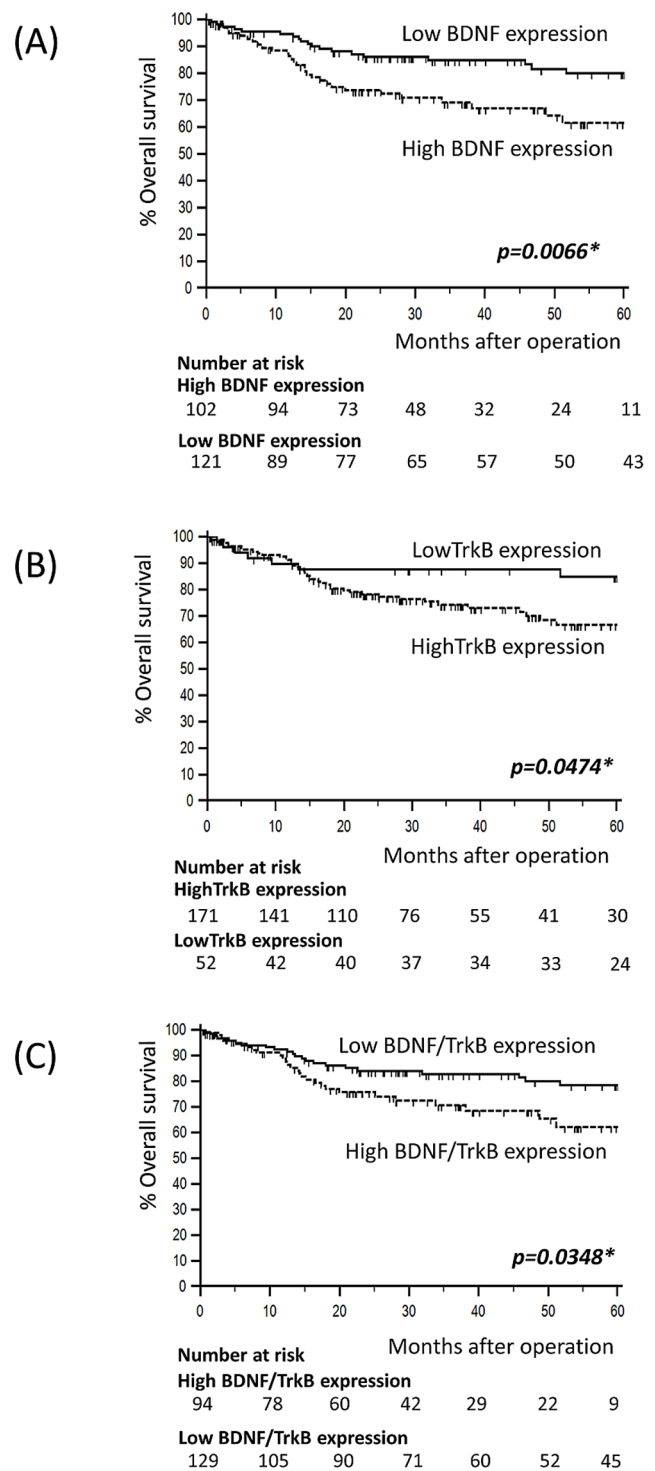 (A)
100
90
80
70
60
50
40
30
20
10
0
% Overall survival
Low BDNF expression
High BDNF expression
p=0.0066*
0 10 20 30 40 50 60
Months after operation
Number at risk
High BDNF expression
102 94 73 48 32 24 11
Low BDNF expression
121 89 77 65 57 50 43
(B)
100
90
80
70
60
50
40
30
20
10
0
% Overall survival
LowTrkB expression
HighTrkB expression
p=0.0474*
0 10 20 30 40 50 60
Months after operation
Number at risk
HighTrkB expression
171 141 110 76 55 41 30
LowTrkB expression
52 42 40 37 34 33 24
(C)
100
90
80
70
60
50
40
30
20
10
0
% Overall survival
Low BDNF/TrkB expression
High BDNF/TrkB expression
p=0.0348*
0 10 20 30 40 50 60
Months after operation
Number at risk
High BDNF/TrkB expression
94 78 60 42 29 22 9
Low BDNF/TrkB expression
129 105 90 71 60 52 45